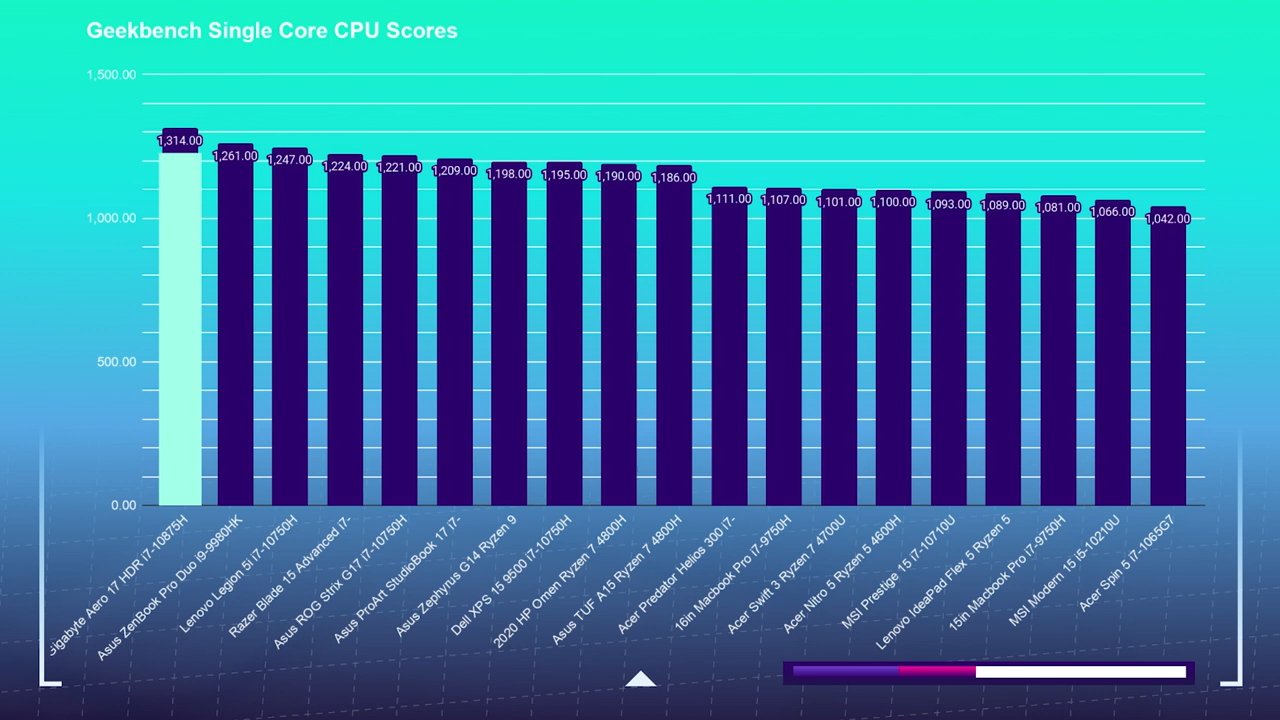 Geekbench Single Core CPU Scores
1,500.00
1,000.00
500.00
0.00
1,314.00
1,261.00
1,247.00
1,224.00
1,221.00
1,209.00
1,198.00
1,195.00
1,190.00
1,186.00
1,111.00
1,107.00
1,101.00
1,100.00
1,093.00
1,089.00
1,081.00
1,066.00
1,042.00
Gigabyte Aero 17 HDR i7-10875H
Asus ZenBook Pro Duo i9-9980HK
Lenovo Legion 5i i7-10750H
Razer Blade 15 Advanced i7-
Asus ROG Strix G17 i7-10750H
Asus ProArt StudioBook 17 i7-
Asus Zephyrus G14 Ryzen 9
Dell XPS 15 9500 i7-10750H
2020 HP Omen Ryzen 7 4800H
Asus TUF A15 Ryzen 7 4800H
Acer Predator Helios 300 i7-
16in Macbook Pro i7-9750H
Acer Swift 3 Ryzen 7 4700U
Acer Nitro 5 Ryzen 5 4600H
MSI Prestige 15 i7-10710U
Lenovo IdeaPad Flex 5 Ryzen 5
15in Macbook Pro i7-9750H
MSI Modern 15 i5-10210U
Acer Spin 5 i7-1065G7